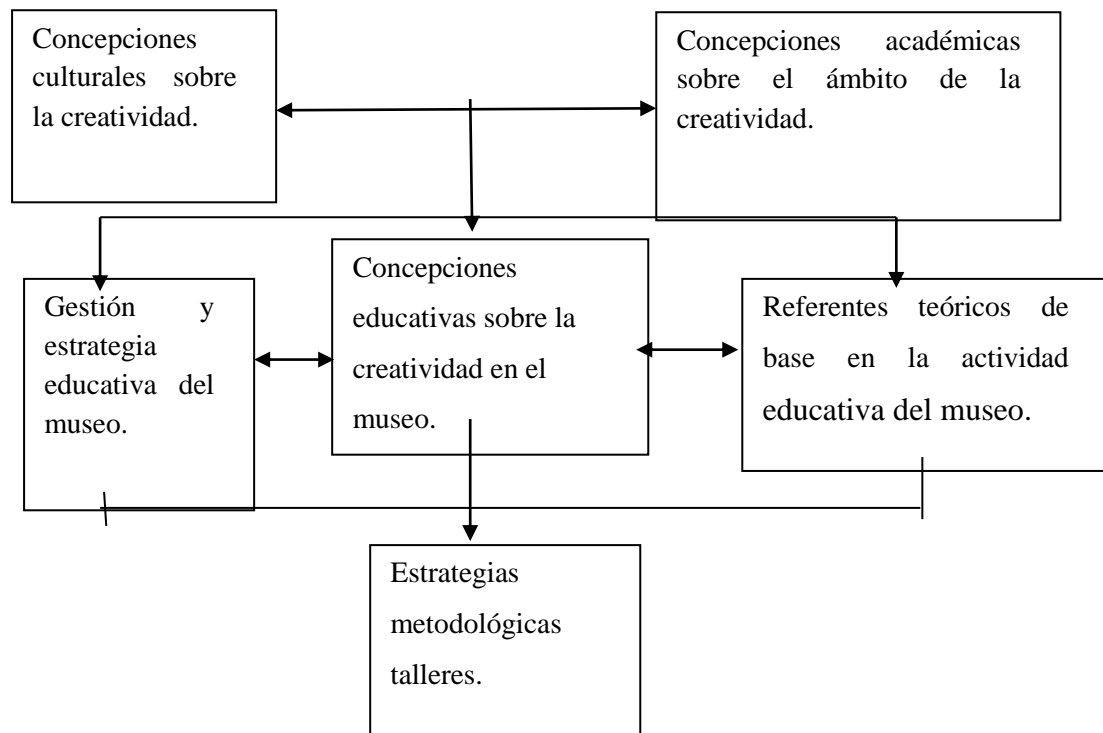 Concepciones
culturales sobre
la creatividad.
Concepciones académicas
sobre el ámbito de la
creatividad.
Gestión y
estrategia
educativa del
museo.
Concepciones
educativas sobre la
creatividad en el
museo.
Referentes teóricos de
base en la actividad
educativa del museo.
Estrategias
metodológicas
talleres.